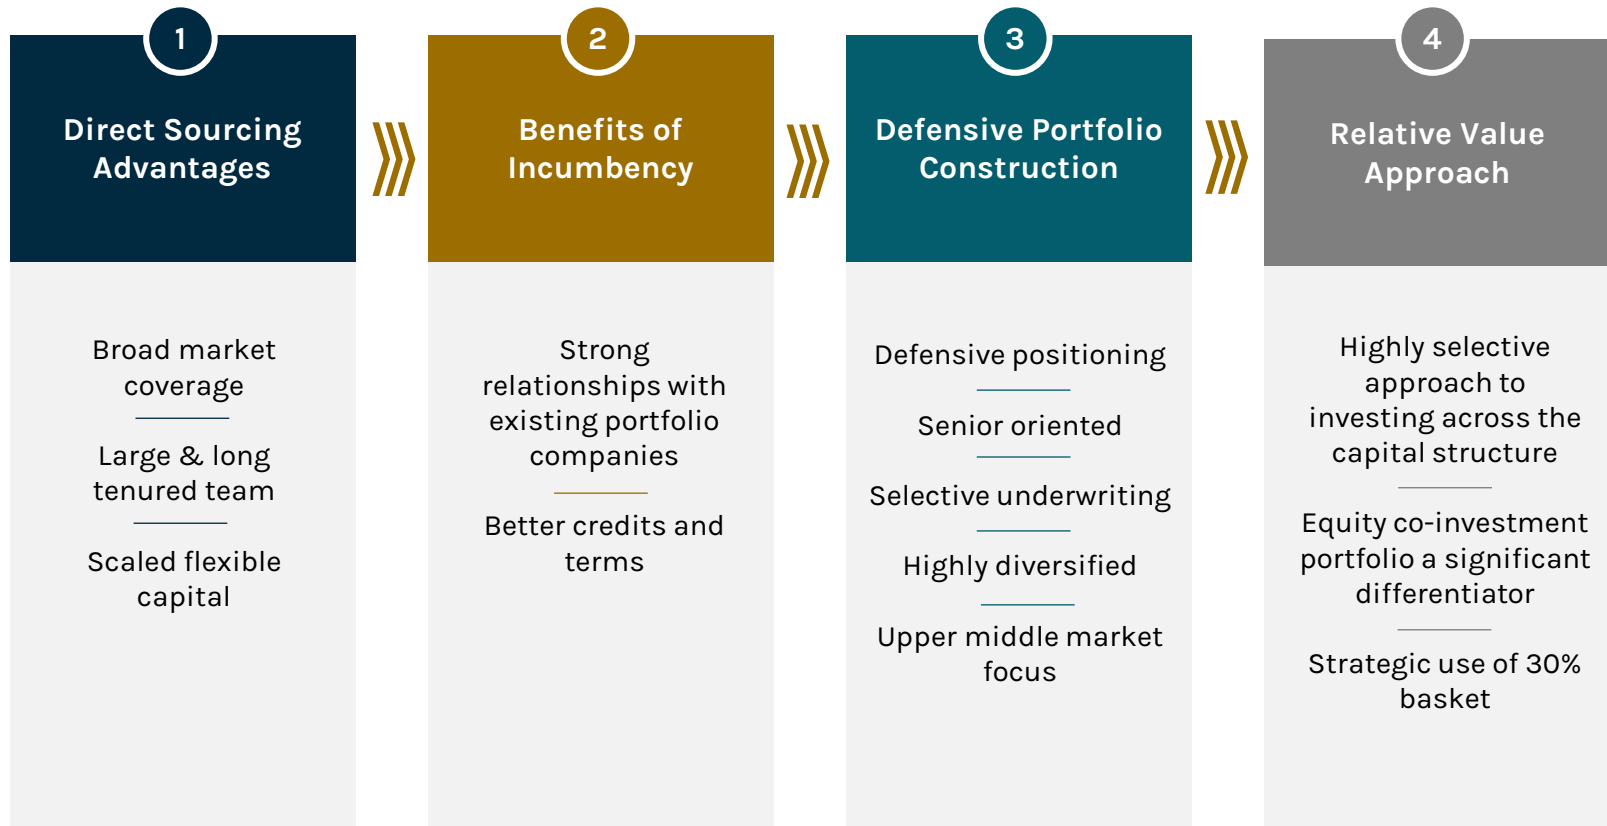 1
Direct Sourcing
Advantages
Broad market
coverage
Large & long
tenured team
Scaled flexible
capital
2
Benefits of
Incumbency
Strong
relationships with
existing portfolio
companies
Better credits and
terms
3
Defensive Portfolio
Construction
Defensive positioning
Senior oriented
Selective underwriting
Highly diversified
Upper middle market
focus
4
Relative Value
Approach
Highly selective
approach to
investing across the
capital structure
Equity co-investment
portfolio a significant
differentiator
Strategic use of 30%
basket